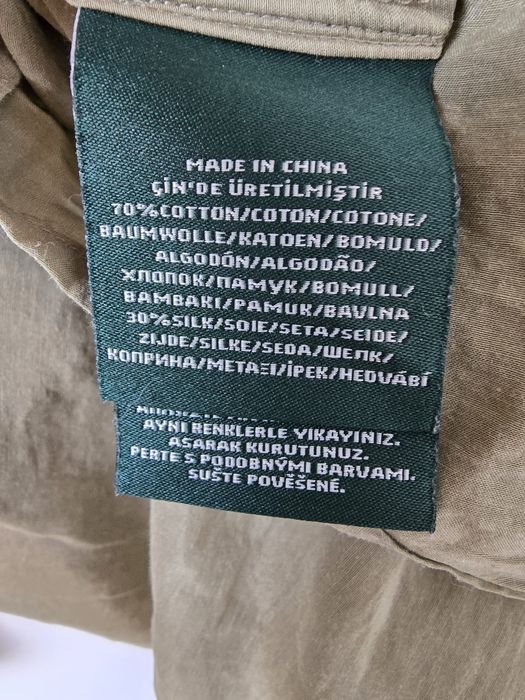 MADE IN CHINA
ÇİN'DE ÜRETİLMİŞTİR
70%COTTON/COTON/COTONE/
BAUMWOLLE/KATOEN/BOMULD/
ALGODÓN/ALGODÃO/
ХЛОПОК/ПАМУК/BOMULL/
BAMBAKI/PAMUK/BAVLNA
30%SILK/SOIE/SETA/SEIDE/
ZIJDE/SILKE/SEDA/ШЕЛК/
КОПРИНА/ΜΕΤΑΞΙ/İPEK/HEDVÁBÍ
AYNI RENKLERLE YIKAYINIZ.
ASARAK KURUTUNUZ.
PERTE S PODOBNÝMI BARVAMI.
SUŠTE POVĚŠENÉ.